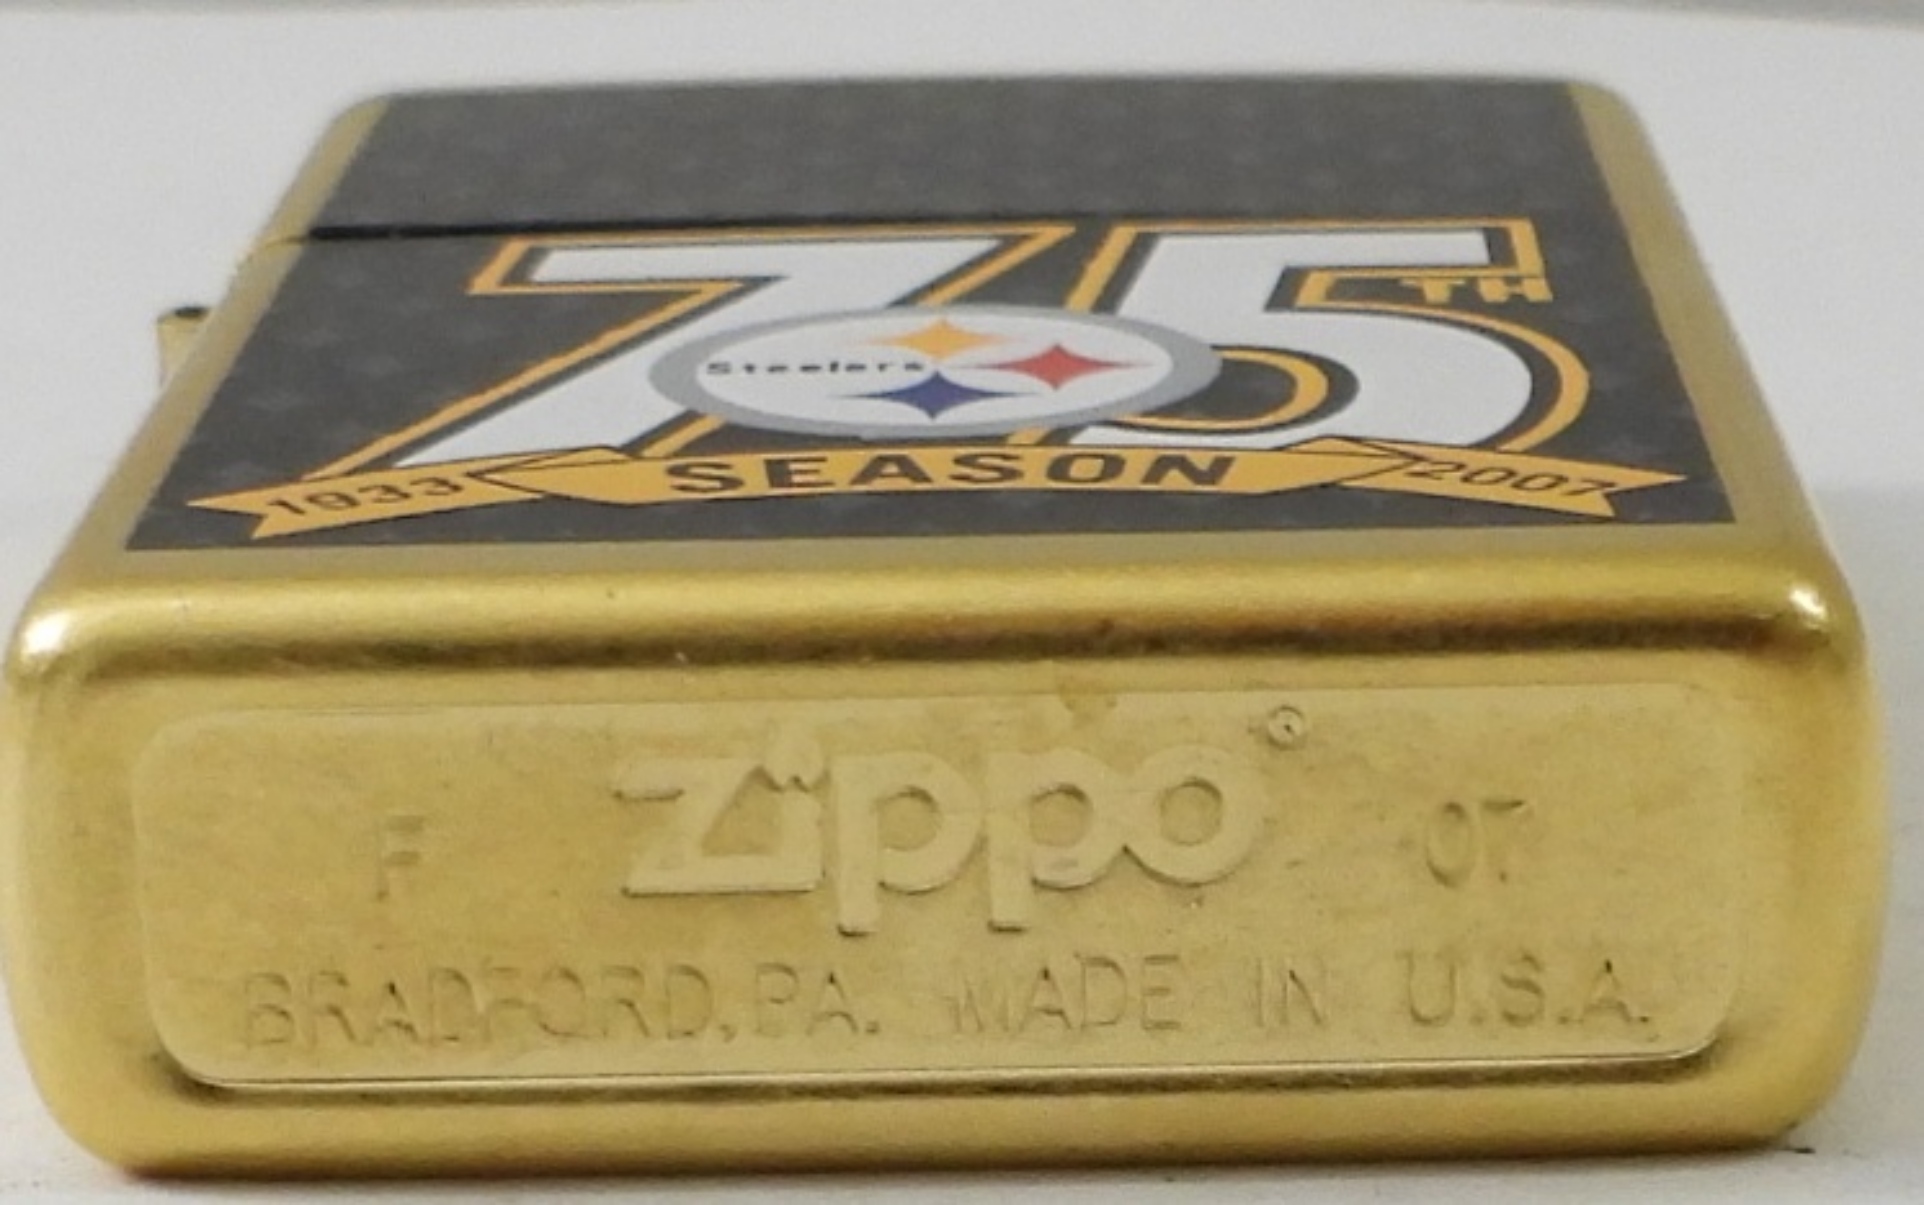 75TH
Steelers
1933 SEASON 2007
F Zippo® 07
BRADFORD, PA. MADE IN U.S.A.